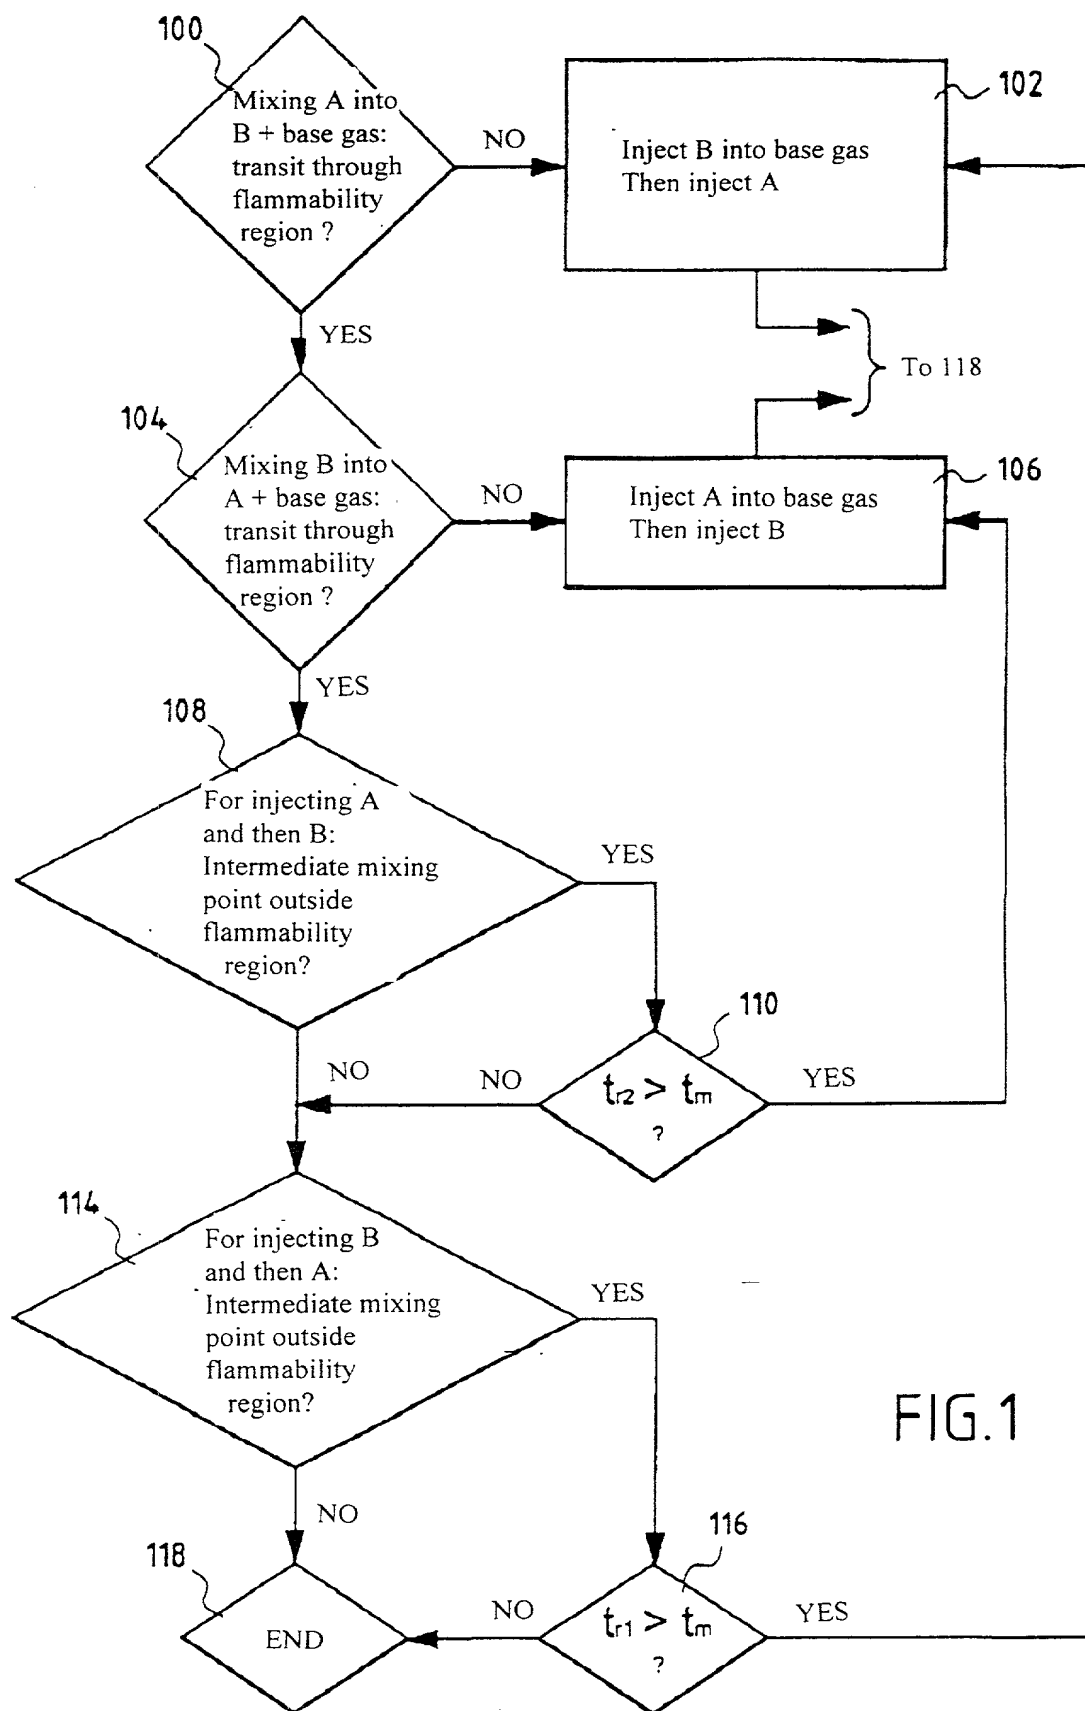 100
Mixing A into
B + base gas:
transit through
flammability
region ?
NO
102
Inject B into base gas
Then inject A
YES
To 118
104
Mixing B into
A + base gas:
transit through
flammability
region ?
NO
106
Inject A into base gas
Then inject B
YES
108
For injecting A
and then B:
Intermediate mixing
point outside
flammability
region?
YES
110
NO
NO
tr2 > tm
?
YES
114
For injecting B
and then A:
Intermediate mixing
point outside
flammability
region?
YES
FIG.1
NO
118
END
NO
116
tr1 > tm
?
YES